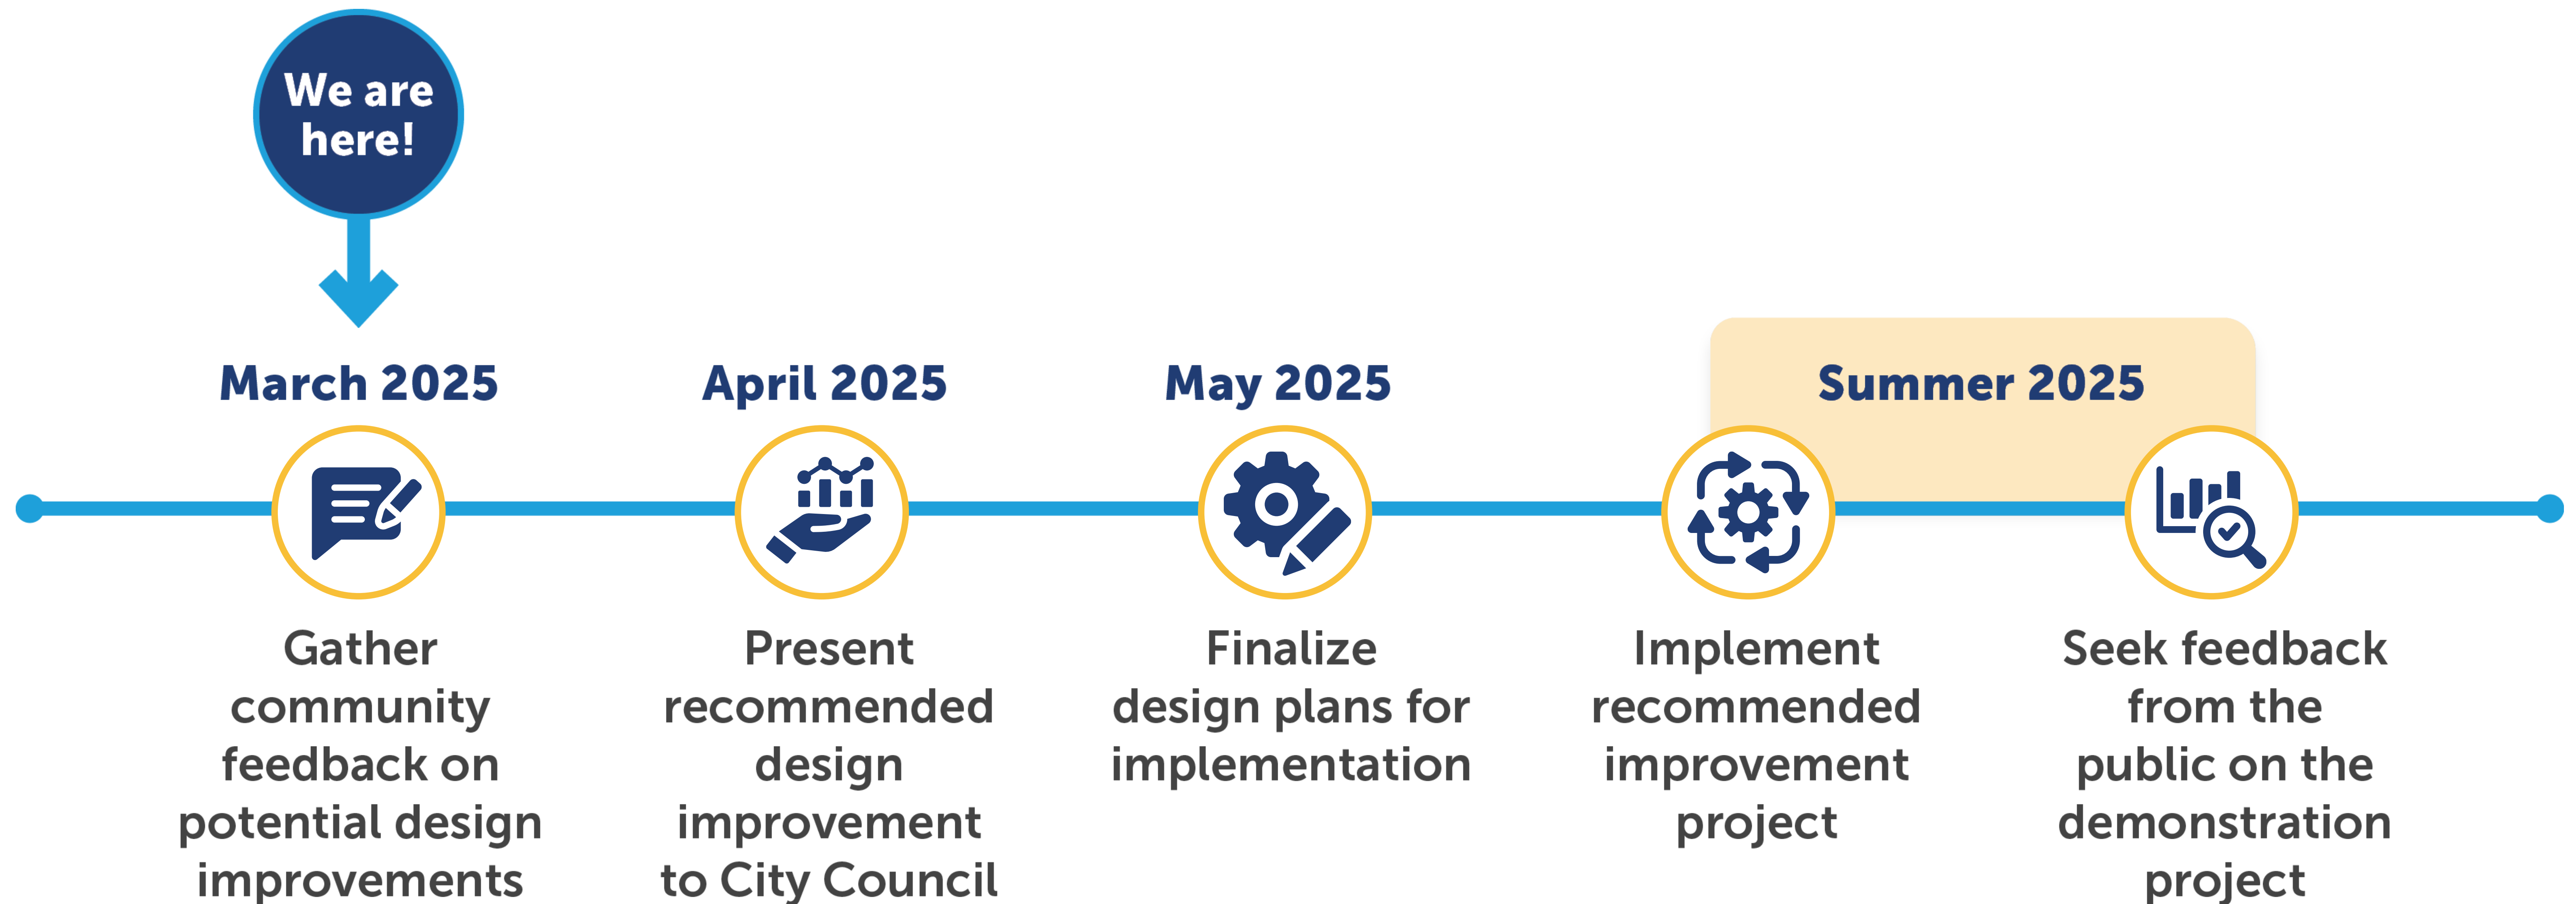 We are
here!
March 2025
Gather
community
feedback on
potential design
improvements
April 2025
Present
recommended
design
improvement
to City Council
May 2025
Finalize
design plans for
implementation
Summer 2025
Implement
recommended
improvement
project
Seek feedback
from the
public on the
demonstration
project